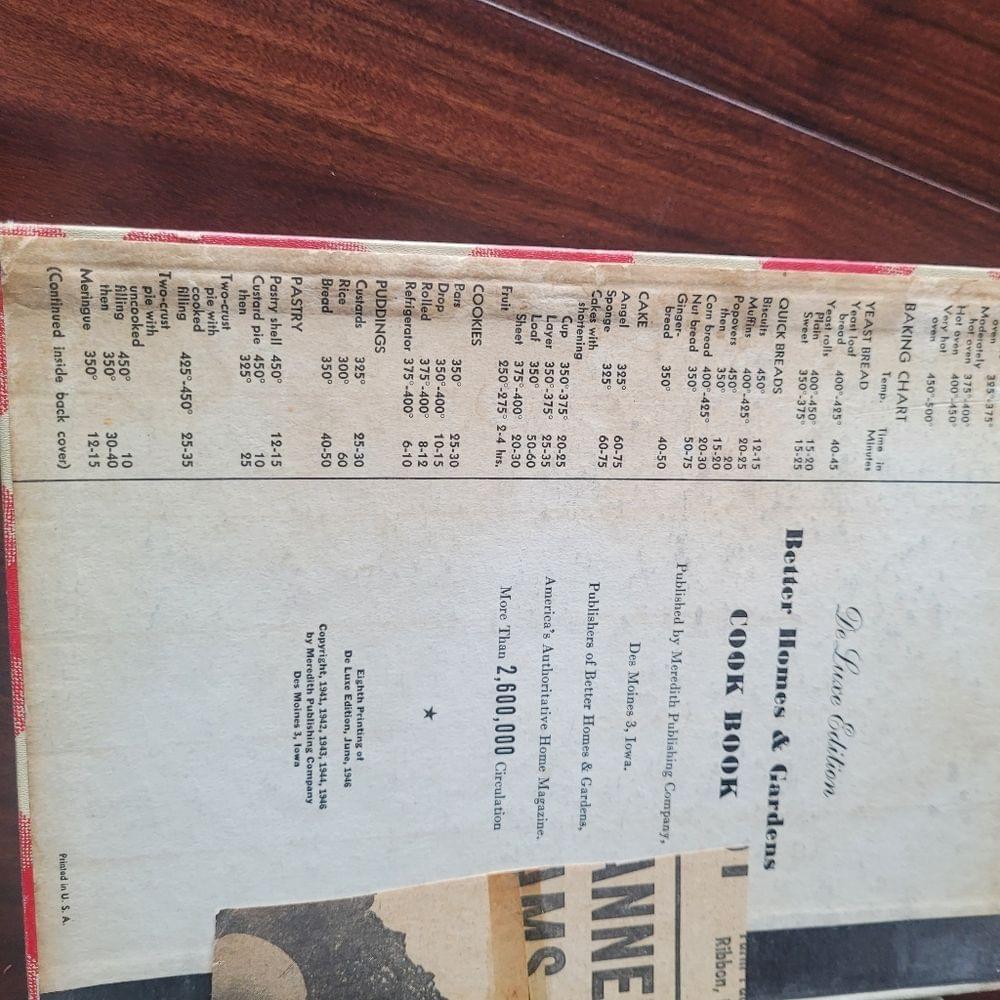 oven 325°-375°
Moderately
hot oven 375°-400°
Hot oven 400°-450°
Very hot
oven 450°-500°
BAKING CHART
Temp. Time in
Minutes
YEAST BREAD
Yeast loaf
bread 400°-425° 40-45
Yeast rolls
Plain 400°-450° 15-20
Sweet 350°-375° 15-25
QUICK BREADS
Biscuits 450° 12-15
Muffins 400°-425° 20-25
Popovers 450° 20
then 350° 15-20
Corn bread 400°-425° 20-30
Nut bread 350° 50-75
Ginger-
bread 350° 40-50
CAKE
Angel 325° 60-75
Sponge 325° 60-75
Cakes with
shortening
Cup 350°-375° 20-25
Layer 350°-375° 25-35
Loaf 350° 50-60
Sheet 375°-400° 20-30
Fruit 250°-275° 2-4 hrs.
COOKIES
Bars 350° 25-30
Drop 350°-400° 10-15
Rolled 375°-400° 8-12
Refrigerator 375°-400° 6-10
PUDDINGS
Custards 325° 25-30
Rice 300° 60
Bread 350° 40-50
PASTRY
Pastry shell 450° 12-15
Custard pie 450° 10
then 325° 25
Two-crust
pie with
cooked
filling 425°-450° 25-35
Two-crust
pie with
uncooked
filling 450° 10
then 350° 30-40
Meringue 350° 12-15
(Continued inside back cover)
De Luxe Edition
Better Homes & Gardens
COOK BOOK
Published by Meredith Publishing Company,
Des Moines 3, Iowa.
Publishers of Better Homes & Gardens,
America's Authoritative Home Magazine.
More Than 2,600,000 Circulation
★
Eighth Printing of
De Luxe Edition, June, 1946
Copyright, 1941, 1942, 1943, 1944, 1946
by Meredith Publishing Company
Des Moines 3, Iowa
Printed in U. S. A.
Ribbon,
ANNE
AMS